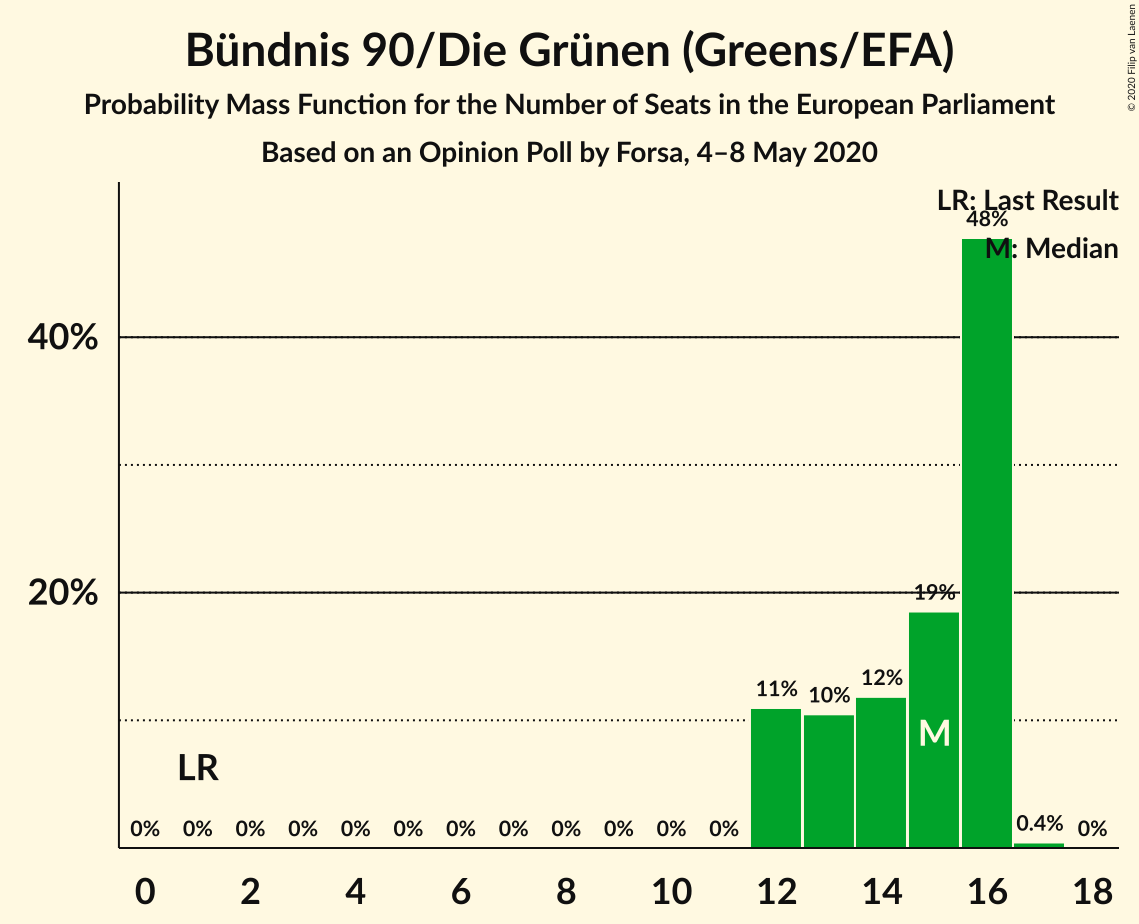 Bündnis 90/Die Grünen (Greens/EFA)
Probability Mass Function for the Number of Seats in the European Parliament
Based on an Opinion Poll by Forsa, 4–8 May 2020
© 2020 Filip van Laenen
LR: Last Result
48%
M: Median
40%
20%
19%
12%
11%
10%
M
LR
0% 0% 0% 0% 0% 0% 0% 0% 0% 0% 0% 0% 0.4% 0%
0 2 4 6 8 10 12 14 16 18